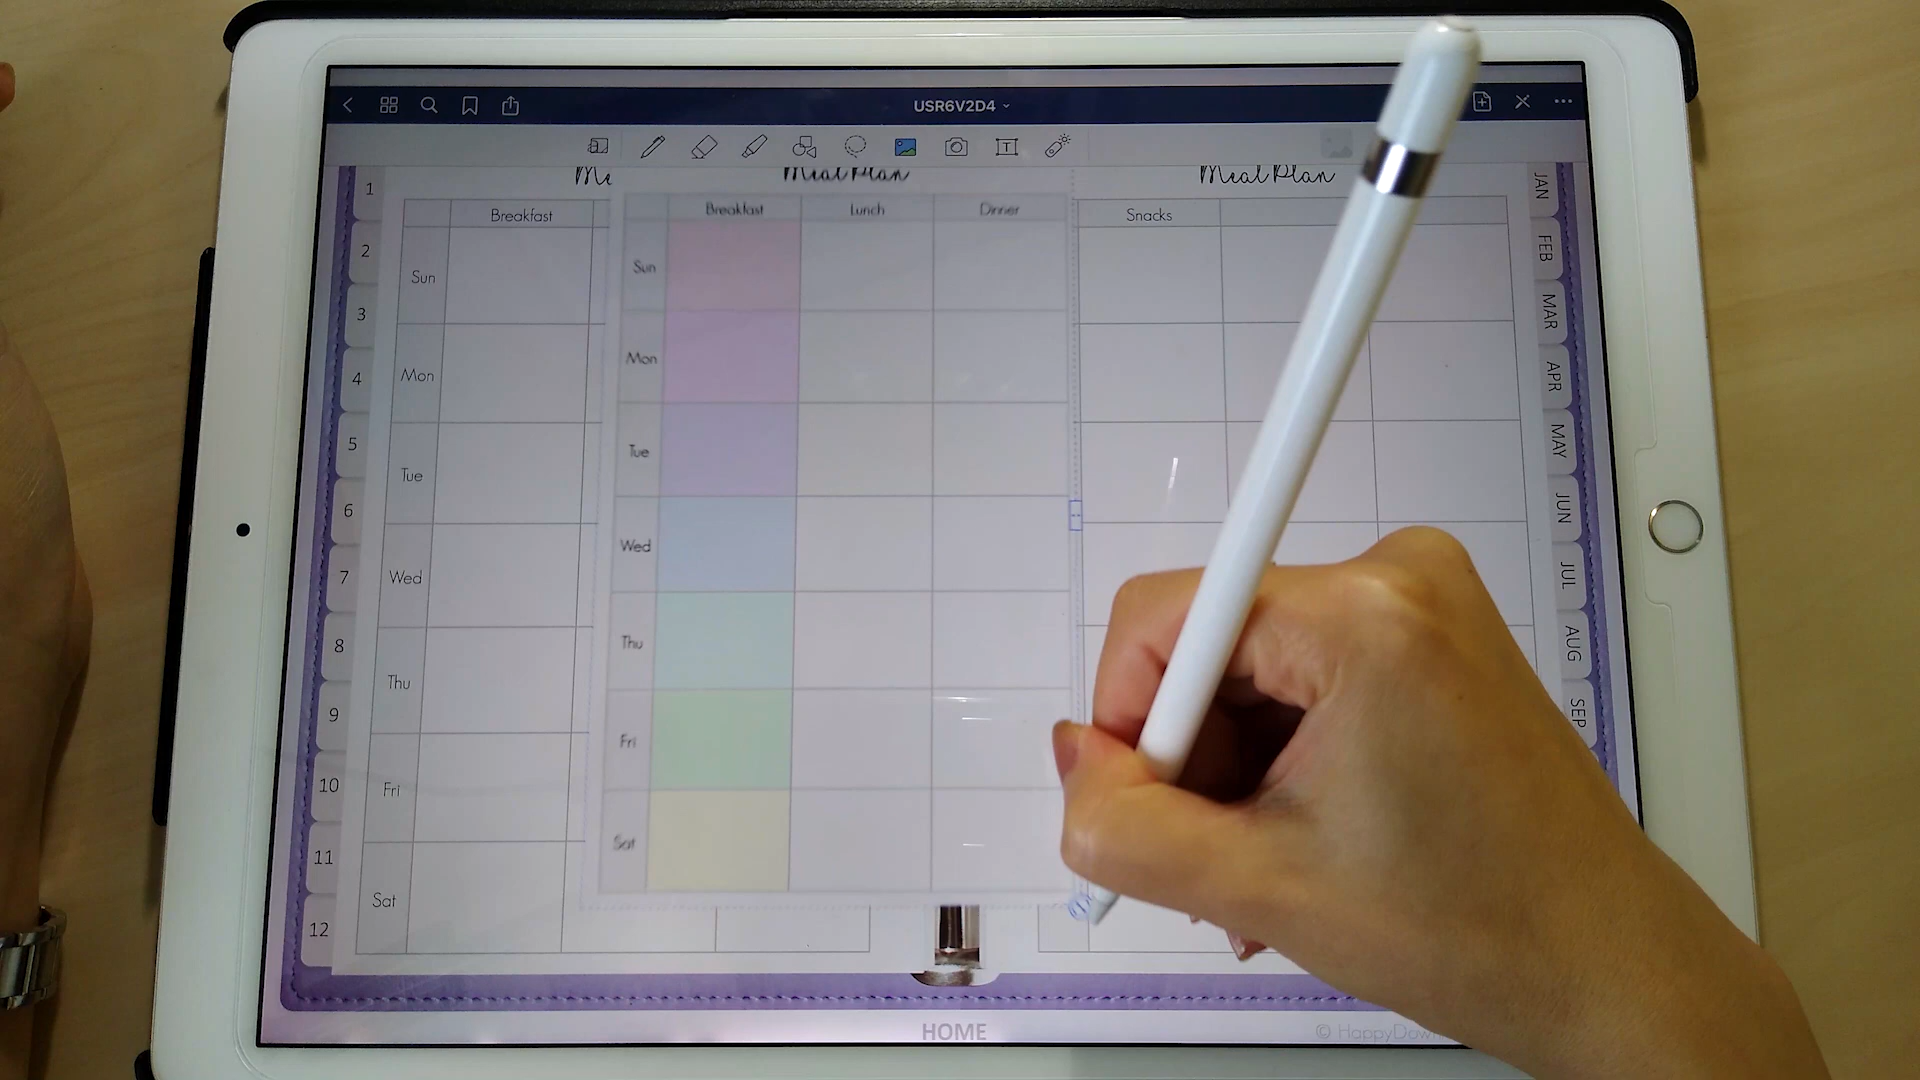 USR6V2D4
Me
Meal Plan
Meal Plan
Breakfast
Sun
Mon
Tue
Wed
Thu
Fri
Sat
Breakfast
Lunch
Dinner
Sun
Mon
Tue
Wed
Thu
Fri
Sat
Snacks
1
2
3
4
5
6
7
8
9
10
11
12
JAN
FEB
MAR
APR
MAY
JUN
JUL
AUG
SEP
T
HOME
© HappyDow